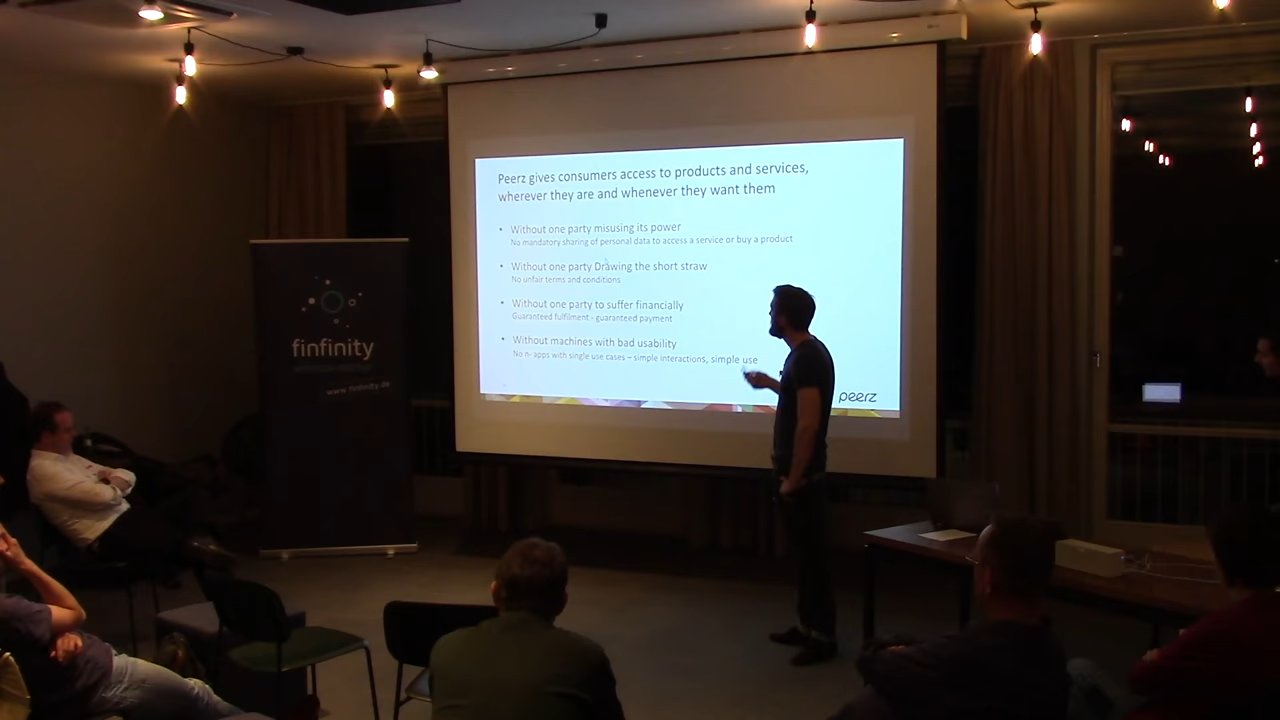 Peerz gives consumers access to products and services,
wherever they are and whenever they want them
• Without one party misusing its power
No mandatory sharing of personal data to access a service or buy a product
• Without one party Drawing the short straw
No unfair terms and conditions
• Without one party to suffer financially
Guaranteed fulfilment - guaranteed payment
• Without machines with bad usability
No n- apps with single use cases – simple interactions, simple use
peerz
finfinity
www.finfinity.de